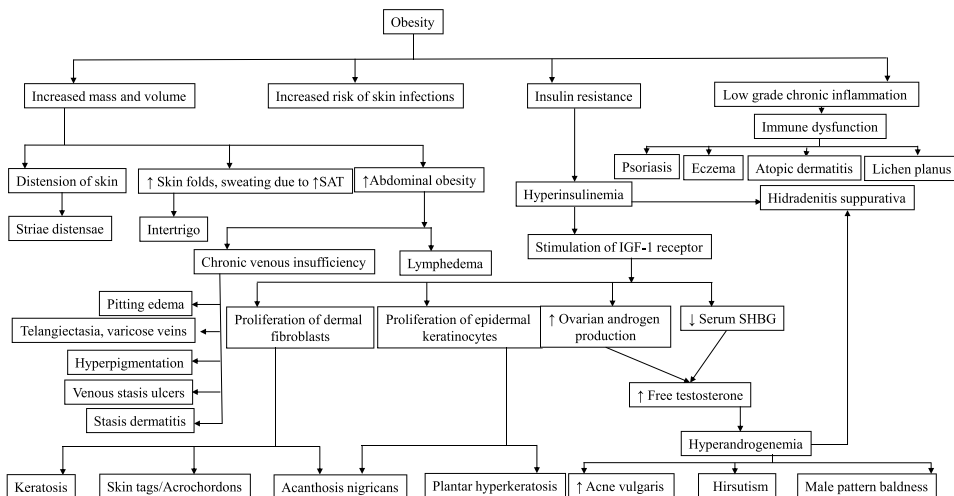 Obesity
Increased mass and volume
Increased risk of skin infections
Insulin resistance
Low grade chronic inflammation
Immune dysfunction
Psoriasis
Eczema
Atopic dermatitis
Lichen planus
Distension of skin
↑ Skin folds, sweating due to ↑SAT
↑Abdominal obesity
Hyperinsulinemia
Hidradenitis suppurativa
Striae distensae
Intertrigo
Stimulation of IGF-1 receptor
Chronic venous insufficiency
Lymphedema
Pitting edema
Telangiectasia, varicose veins
Hyperpigmentation
Venous stasis ulcers
Stasis dermatitis
Proliferation of dermal
fibroblasts
Proliferation of epidermal
keratinocytes
↑ Ovarian androgen
production
↓ Serum SHBG
↑ Free testosterone
Hyperandrogenemia
Keratosis
Skin tags/Acrochordons
Acanthosis nigricans
Plantar hyperkeratosis
↑ Acne vulgaris
Hirsutism
Male pattern baldness